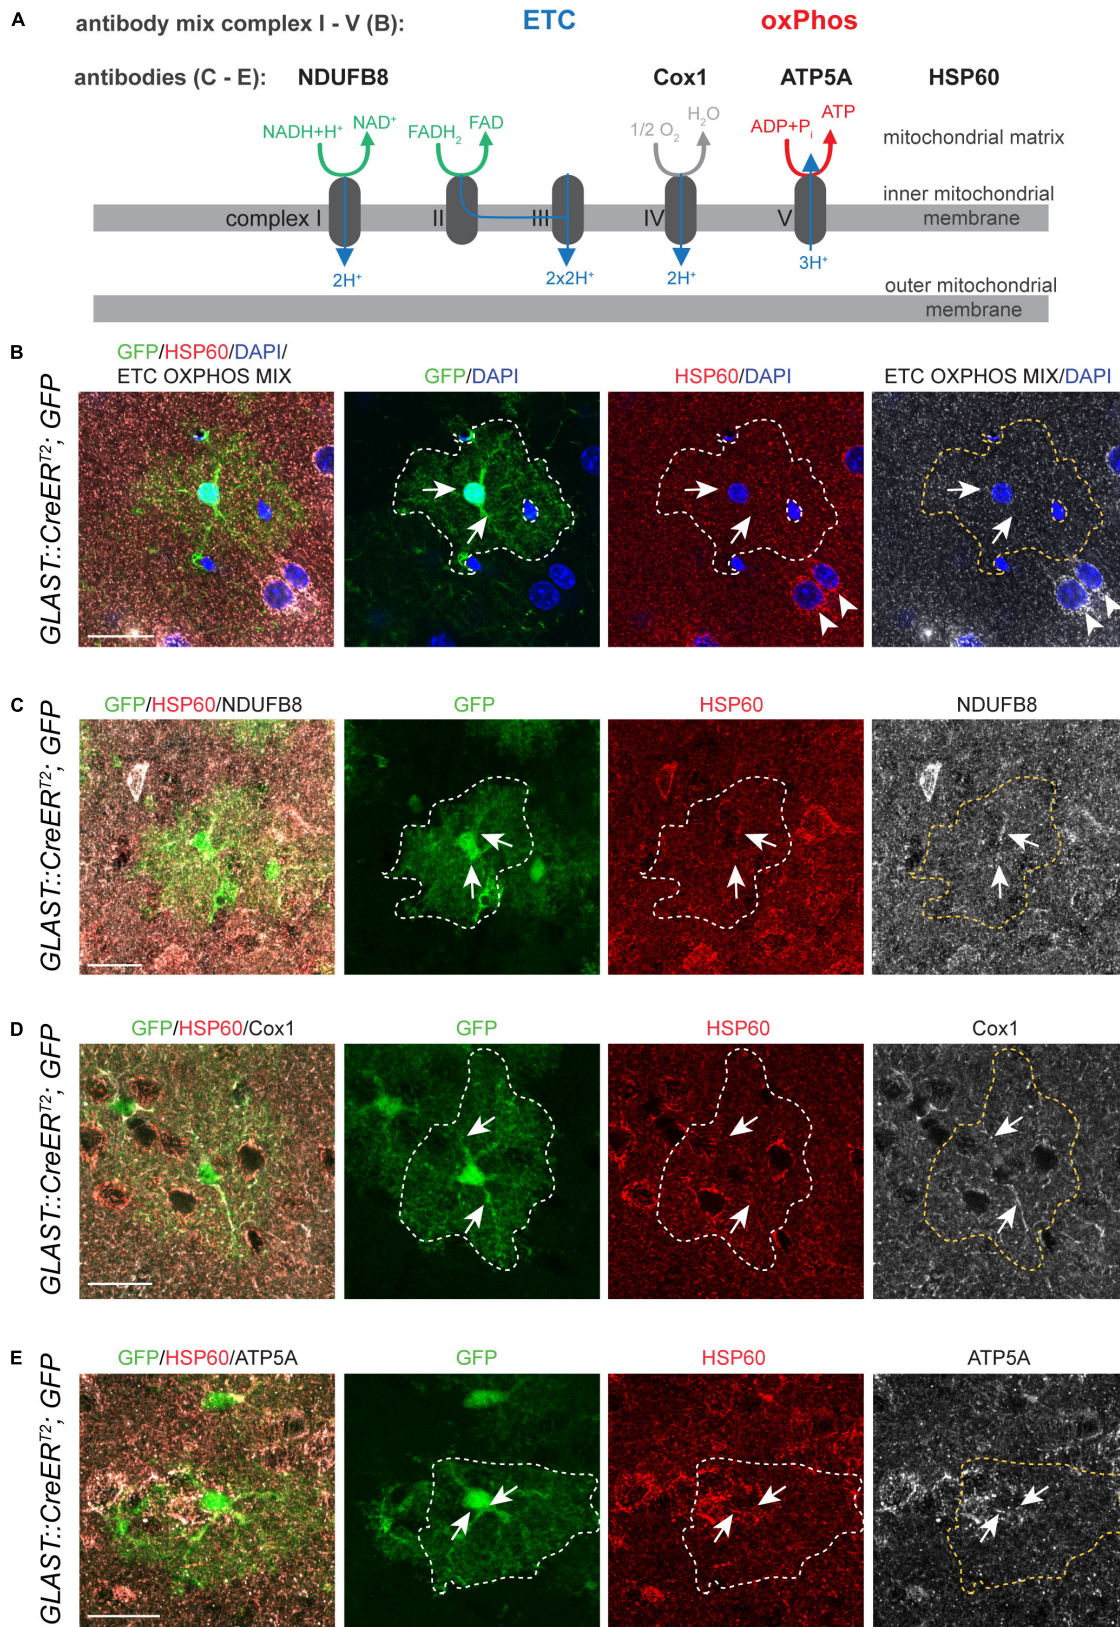 A
antibody mix complex I - V (B): ETC oxPhos
antibodies (C - E): NDUFB8 Cox1 ATP5A HSP60
NADH+H⁺ NAD⁺ FADH₂ FAD 1/2 O₂ H₂O ADP+Pᵢ ATP
mitochondrial matrix
inner mitochondrial
membrane
complex I II III IV V
2H⁺ 2x2H⁺ 2H⁺ 3H⁺
outer mitochondrial
membrane
B
GFP/HSP60/DAPI/
ETC OXPHOS MIX
GFP/DAPI
HSP60/DAPI
ETC OXPHOS MIX/DAPI
GLAST::CreERᵀ²; GFP
C
GFP/HSP60/NDUFB8
GFP
HSP60
NDUFB8
GLAST::CreERᵀ²; GFP
D
GFP/HSP60/Cox1
GFP
HSP60
Cox1
GLAST::CreERᵀ²; GFP
E
GFP/HSP60/ATP5A
GFP
HSP60
ATP5A
GLAST::CreERᵀ²; GFP